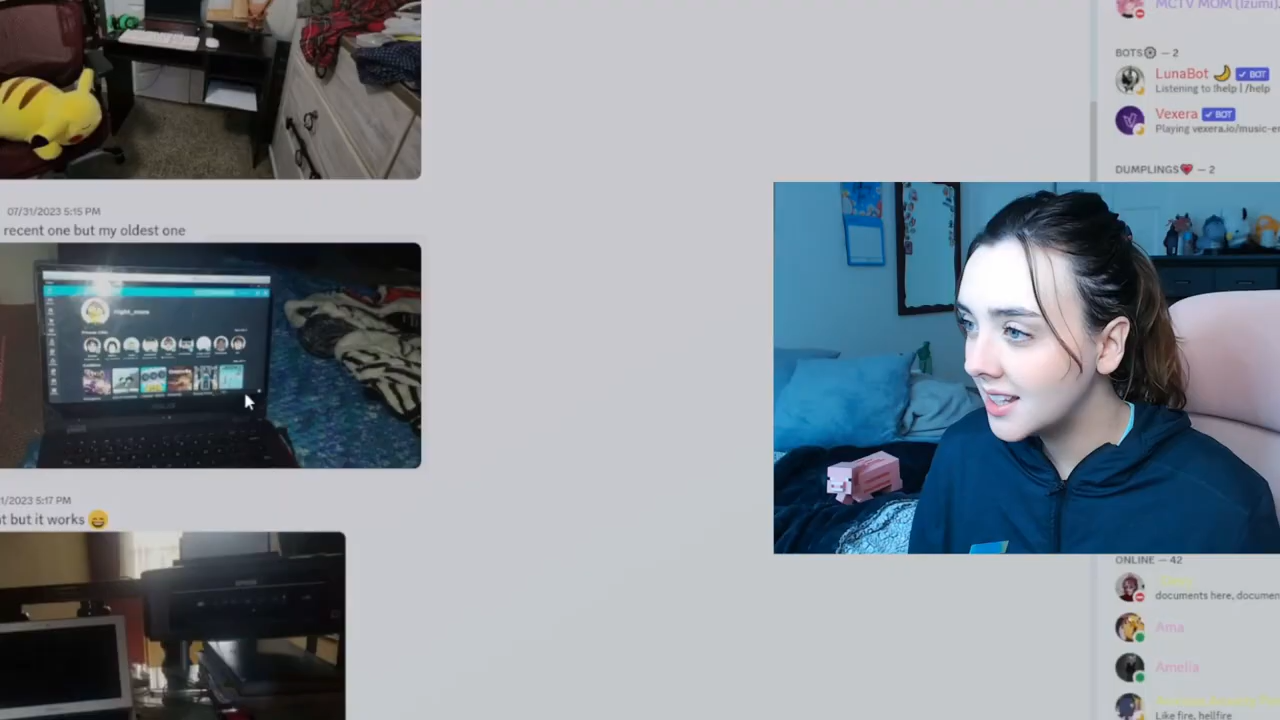 MCTV MOM (Izumi)
BOTS — 2
LunaBot 🌙 ✓ BOT
Listening to !help | /help
Vexera ✓ BOT
Playing vexera.io/music-
DUMPLINGS💗 — 2
07/31/2023 5:15 PM
recent one but my oldest one
1/2023 5:17 PM
t but it works 😄
EPSON
ONLINE — 42
documents here, documen
Ama
Amelia
Like fire, hellfire